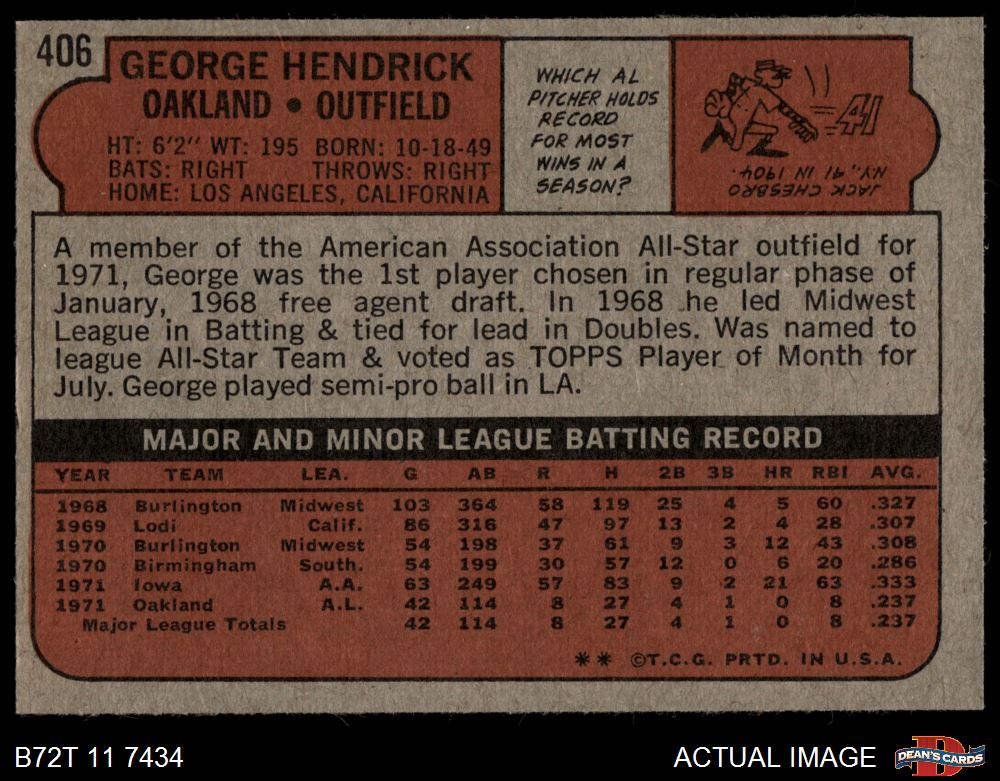 406
GEORGE HENDRICK
OAKLAND • OUTFIELD
HT: 6'2" WT: 195 BORN: 10-18-49
BATS: RIGHT THROWS: RIGHT
HOME: LOS ANGELES, CALIFORNIA
WHICH AL
PITCHER HOLDS
RECORD
FOR MOST
WINS IN A
SEASON?
41
JACK CHESBRO
N.Y., 41 IN 1904.
A member of the American Association All-Star outfield for
1971, George was the 1st player chosen in regular phase of
January, 1968 free agent draft. In 1968 he led Midwest
League in Batting & tied for lead in Doubles. Was named to
league All-Star Team & voted as TOPPS Player of Month for
July. George played semi-pro ball in LA.
MAJOR AND MINOR LEAGUE BATTING RECORD
YEAR TEAM LEA. G AB R H 2B 3B HR RBI AVG.
1968 Burlington Midwest 103 364 58 119 25 4 5 60 .327
1969 Lodi Calif. 86 316 47 97 13 2 4 28 .307
1970 Burlington Midwest 54 198 37 61 9 3 12 43 .308
1970 Birmingham South. 54 199 30 57 12 0 6 20 .286
1971 Iowa A.A. 63 249 57 83 9 2 21 63 .333
1971 Oakland A.L. 42 114 8 27 4 1 0 8 .237
Major League Totals 42 114 8 27 4 1 0 8 .237
** ©T.C.G. PRTD. IN U.S.A.
B72T 11 7434
ACTUAL IMAGE
D
DEAN'S CARDS